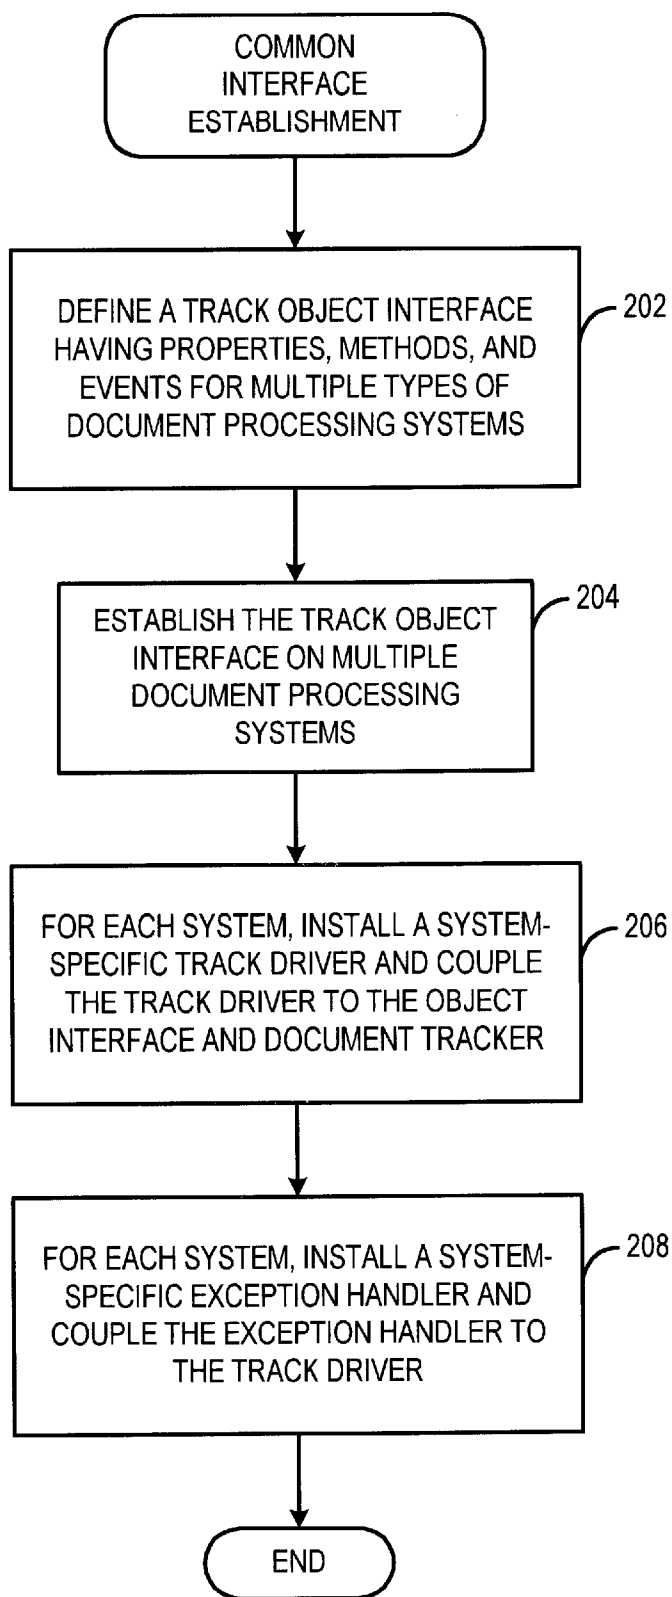 COMMON
INTERFACE
ESTABLISHMENT
DEFINE A TRACK OBJECT INTERFACE
HAVING PROPERTIES, METHODS, AND
EVENTS FOR MULTIPLE TYPES OF
DOCUMENT PROCESSING SYSTEMS
202
ESTABLISH THE TRACK OBJECT
INTERFACE ON MULTIPLE
DOCUMENT PROCESSING
SYSTEMS
204
FOR EACH SYSTEM, INSTALL A SYSTEM-
SPECIFIC TRACK DRIVER AND COUPLE
THE TRACK DRIVER TO THE OBJECT
INTERFACE AND DOCUMENT TRACKER
206
FOR EACH SYSTEM, INSTALL A SYSTEM-
SPECIFIC EXCEPTION HANDLER AND
COUPLE THE EXCEPTION HANDLER TO
THE TRACK DRIVER
208
END